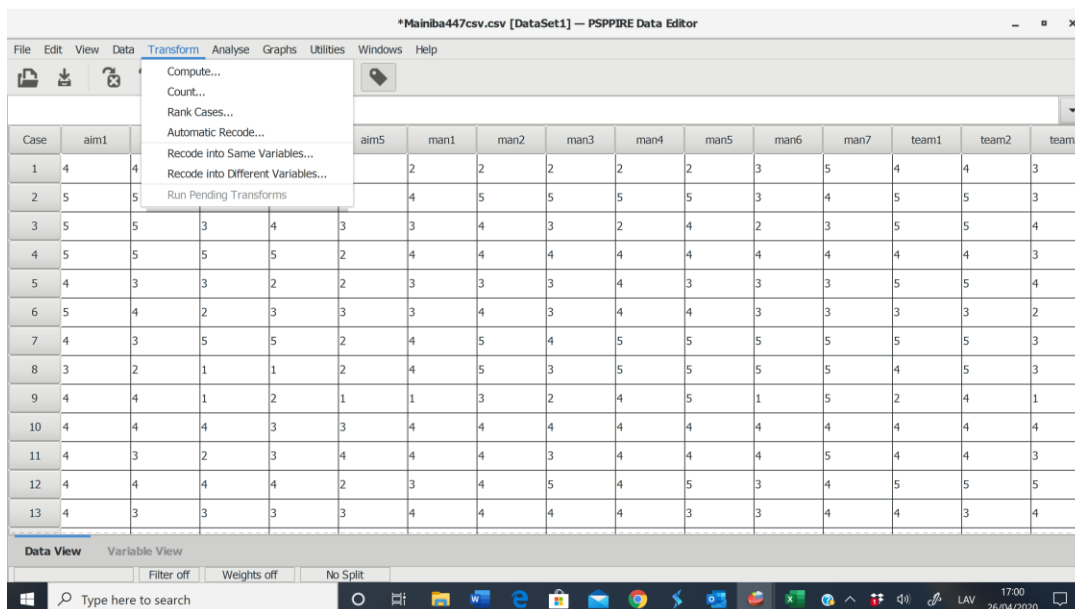 *Mainiba447csv.csv [DataSet1] — PSPPIRE Data Editor
File Edit View Data Transform Analyse Graphs Utilities Windows Help
Compute...
Count...
Rank Cases...
Automatic Recode...
Recode into Same Variables...
Recode into Different Variables...
Run Pending Transforms
Case aim1 aim5 man1 man2 man3 man4 man5 man6 man7 team1 team2 team
1 4 4 2 2 2 2 2 3 5 4 4 3
2 5 5 4 5 5 5 5 3 4 5 5 3
3 5 5 3 4 3 3 4 3 2 4 2 3 5 5 4
4 5 5 5 5 2 4 4 4 4 4 4 4 4 4 3
5 4 3 3 2 2 3 3 3 4 3 3 3 5 5 4
6 5 4 2 3 3 3 4 3 4 4 3 3 3 3 2
7 4 3 5 5 2 4 5 4 5 5 5 5 5 5 3
8 3 2 1 1 2 4 5 3 5 5 5 5 4 5 3
9 4 4 1 2 1 1 3 2 4 5 1 5 2 4 1
10 4 4 4 3 3 4 4 4 4 4 4 4 4 4 4
11 4 3 2 3 4 4 4 3 4 4 4 5 4 4 3
12 4 4 4 4 2 3 4 5 4 5 3 4 5 5 5
13 4 3 3 3 3 4 4 4 4 3 3 4 4 3 4
Data View Variable View
Filter off Weights off No Split
Type here to search LAV 17:00
26/04/2020